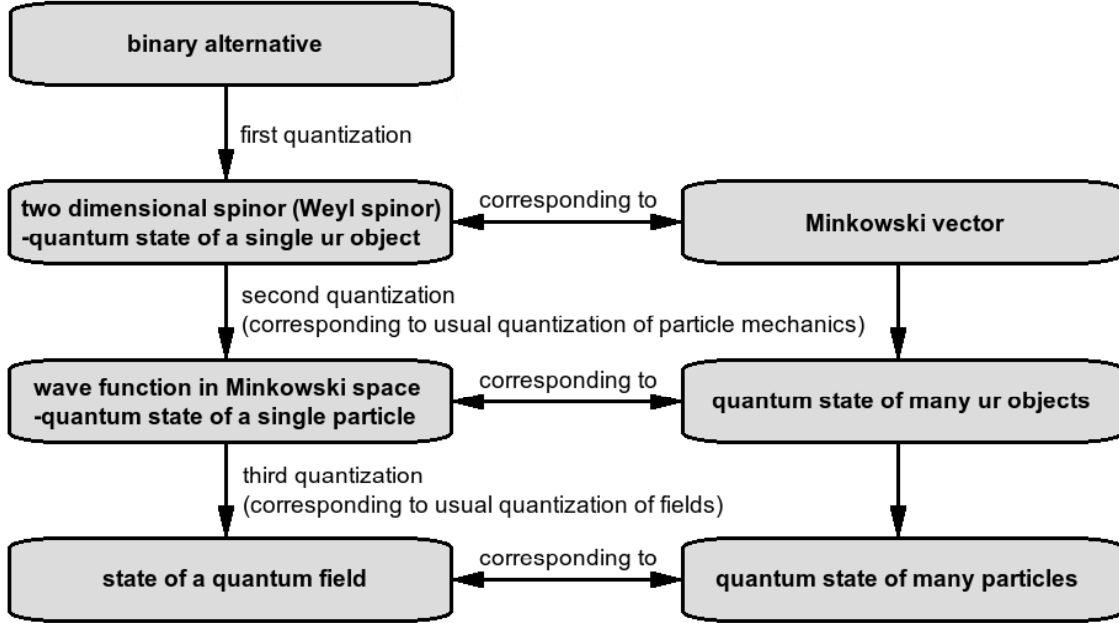 binary alternative
first quantization
two dimensional spinor (Weyl spinor)
-quantum state of a single ur object
corresponding to
Minkowski vector
second quantization
(corresponding to usual quantization of particle mechanics)
wave function in Minkowski space
-quantum state of a single particle
corresponding to
quantum state of many ur objects
third quantization
(corresponding to usual quantization of fields)
state of a quantum field
corresponding to
quantum state of many particles